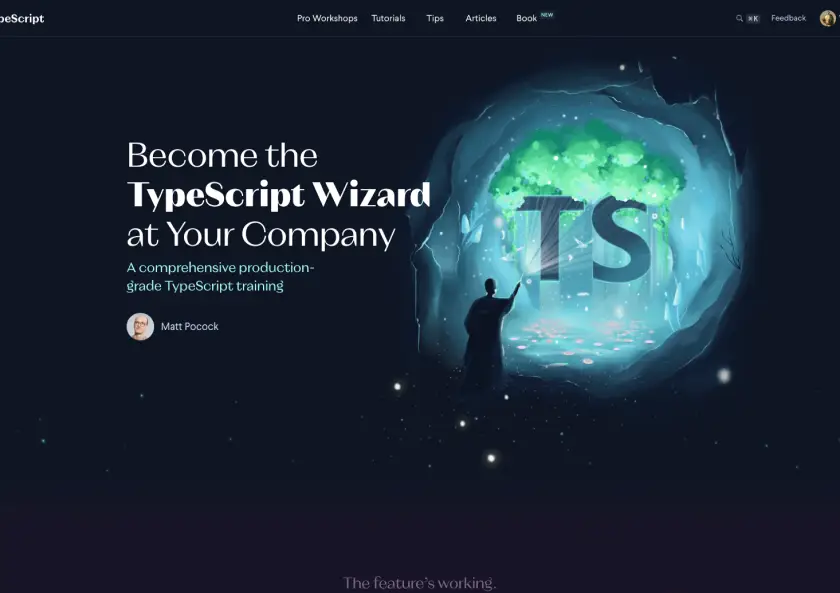 peScript
Pro Workshops Tutorials Tips Articles Book NEW
⌘K Feedback
Become the
TypeScript Wizard
at Your Company
A comprehensive production-
grade TypeScript training
Matt Pocock
TS
The feature's working.